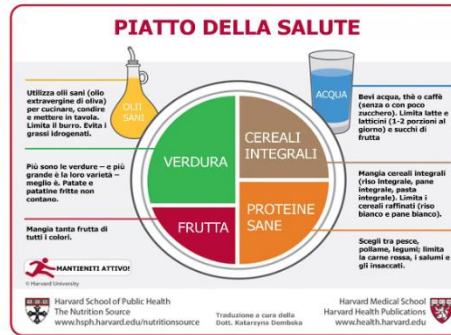 PIATTO DELLA SALUTE
Utilizza olii sani (olio
extravergine di oliva)
per cucinare, condire
e mettere in tavola.
Limita il burro. Evita i
grassi idrogenati.
OLII
SANI
ACQUA
Bevi acqua, thè o caffè
(senza o con poco
zucchero). Limita latte e
latticini (1-2 porzioni al
giorno) e succhi di
frutta
Più sono le verdure – e più
grande è la loro varietà –
meglio è. Patate e
patatine fritte non
contano.
VERDURA
CEREALI
INTEGRALI
Mangia cereali integrali
(riso integrale, pane
integrale, pasta
integrale). Limita i
cereali raffinati (riso
bianco e pane bianco).
Mangia tanta frutta di
tutti i colori.
FRUTTA
PROTEINE
SANE
Scegli tra pesce,
pollame, legumi; limita
la carne rossa, i salumi e
gli insaccati.
MANTIENITI ATTIVO!
© Harvard University
Harvard School of Public Health
The Nutrition Source
www.hsph.harvard.edu/nutritionsource
Traduzione a cura della
Dott. Katarzyna Dembska
Harvard Medical School
Harvard Health Publications
www.health.harvard.edu